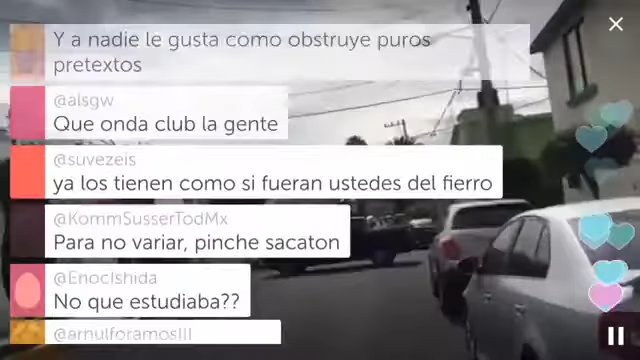 Y a nadie le gusta como obstruye puros
pretextos
@alsgw
Que onda club la gente
@suvezeis
ya los tienen como si fueran ustedes del fierro
@KommSusserTodMx
Para no variar, pinche sacaton
@EnocIshida
No que estudiaba??
@arnulforamosIII